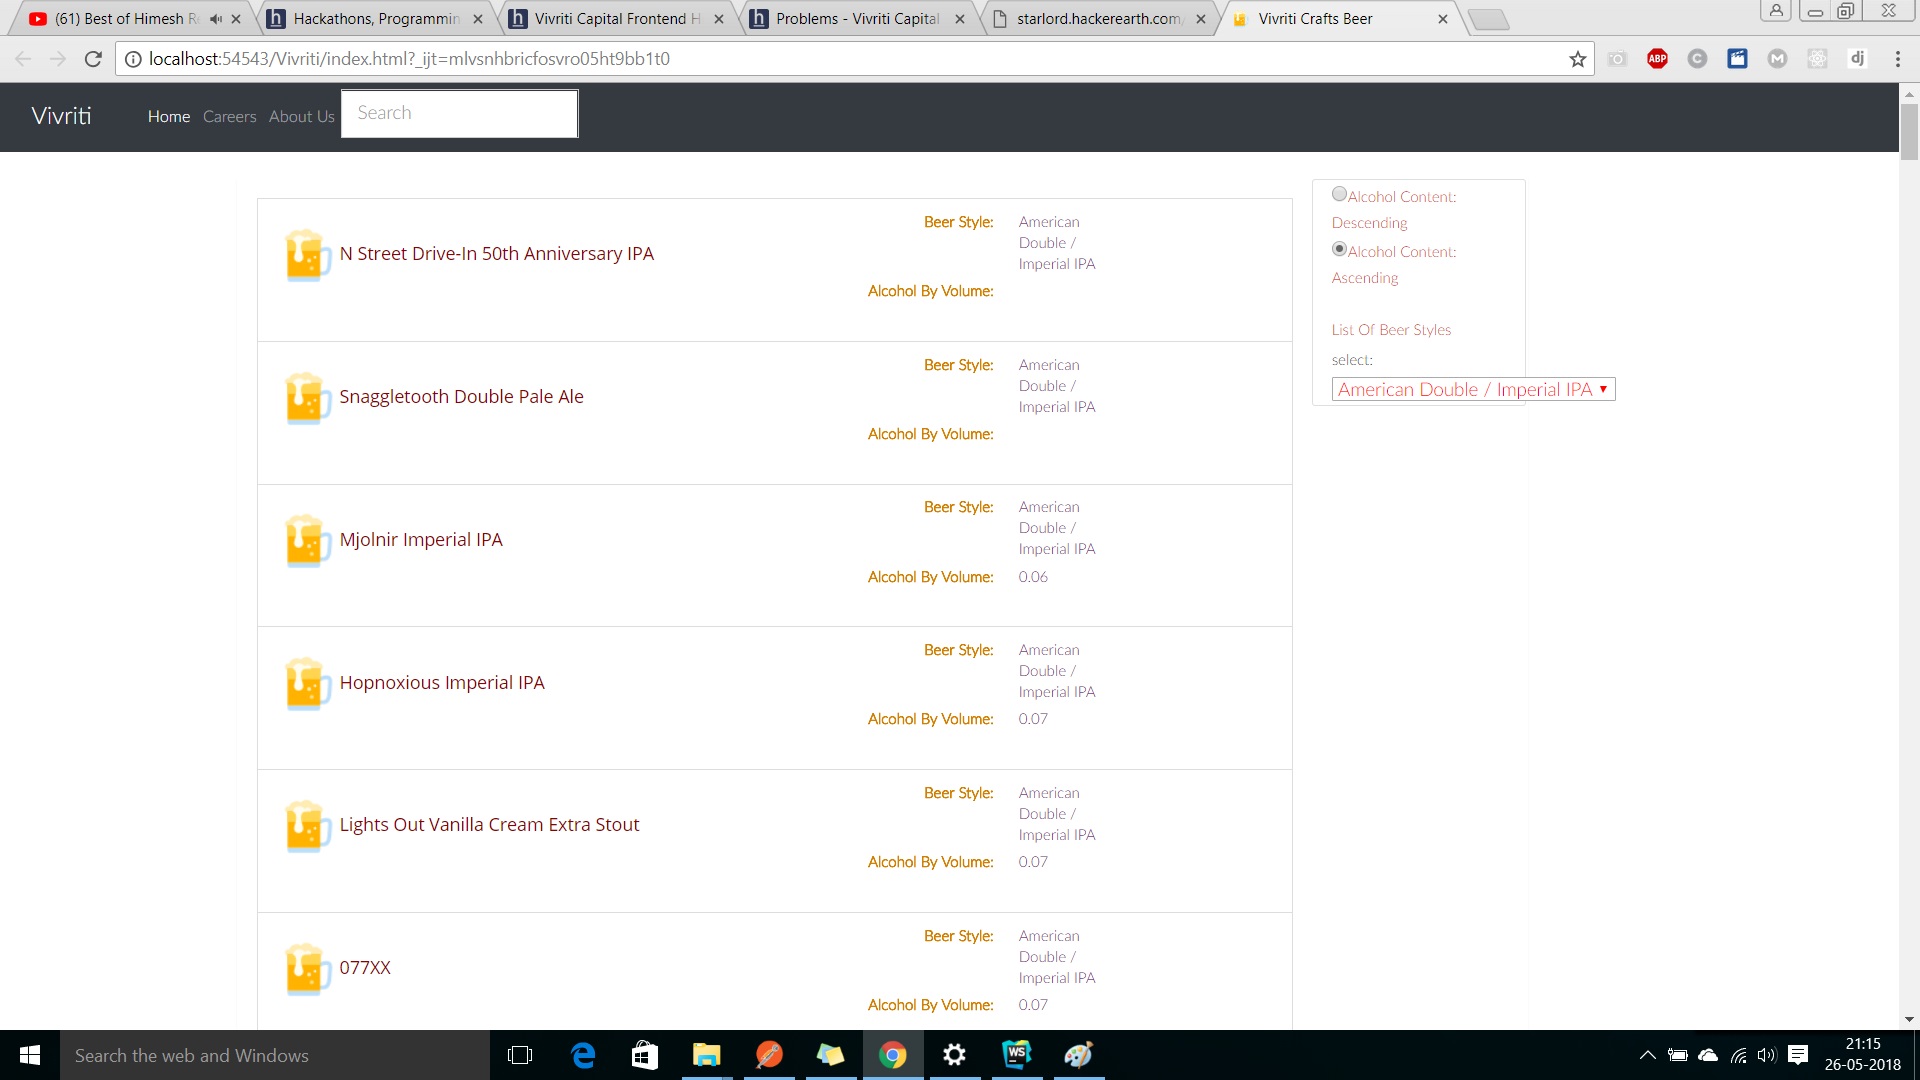 (61) Best of Himesh R
Hackathons, Programmin
Vivriti Capital Frontend H
Problems - Vivriti Capital
starlord.hackerearth.com/
Vivriti Crafts Beer
localhost:54543/Vivriti/index.html?_ijt=mlvsnhbricfosvro05ht9bb1t0
ABP
C
M
dj
Vivriti
Home
Careers
About Us
Search
N Street Drive-In 50th Anniversary IPA
Beer Style:
American
Double /
Imperial IPA
Alcohol By Volume:
Snaggletooth Double Pale Ale
Beer Style:
American
Double /
Imperial IPA
Alcohol By Volume:
Mjolnir Imperial IPA
Beer Style:
American
Double /
Imperial IPA
Alcohol By Volume:
0.06
Hopnoxious Imperial IPA
Beer Style:
American
Double /
Imperial IPA
Alcohol By Volume:
0.07
Lights Out Vanilla Cream Extra Stout
Beer Style:
American
Double /
Imperial IPA
Alcohol By Volume:
0.07
077XX
Beer Style:
American
Double /
Imperial IPA
Alcohol By Volume:
0.07
Alcohol Content:
Descending
Alcohol Content:
Ascending
List Of Beer Styles
select:
American Double / Imperial IPA
Search the web and Windows
WS
21:15
26-05-2018